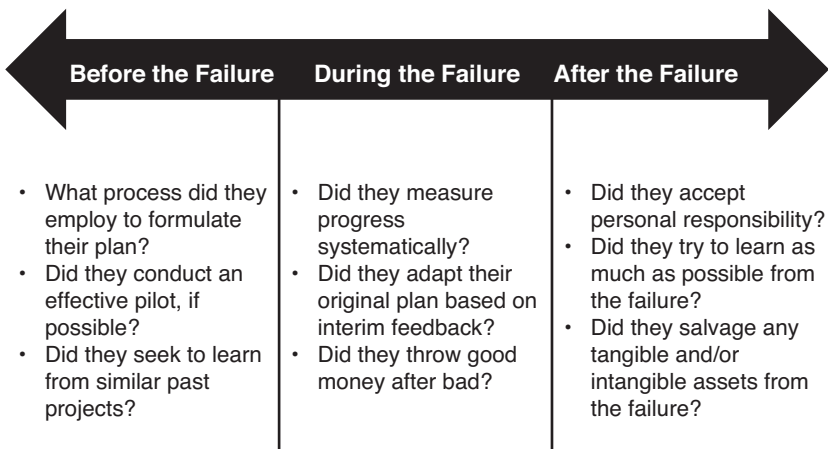 Before the Failure
During the Failure
After the Failure
• What process did they
employ to formulate
their plan?
• Did they conduct an
effective pilot, if
possible?
• Did they seek to learn
from similar past
projects?
• Did they measure
progress
systematically?
• Did they adapt their
original plan based on
interim feedback?
• Did they throw good
money after bad?
• Did they accept
personal responsibility?
• Did they try to learn as
much as possible from
the failure?
• Did they salvage any
tangible and/or
intangible assets from
the failure?